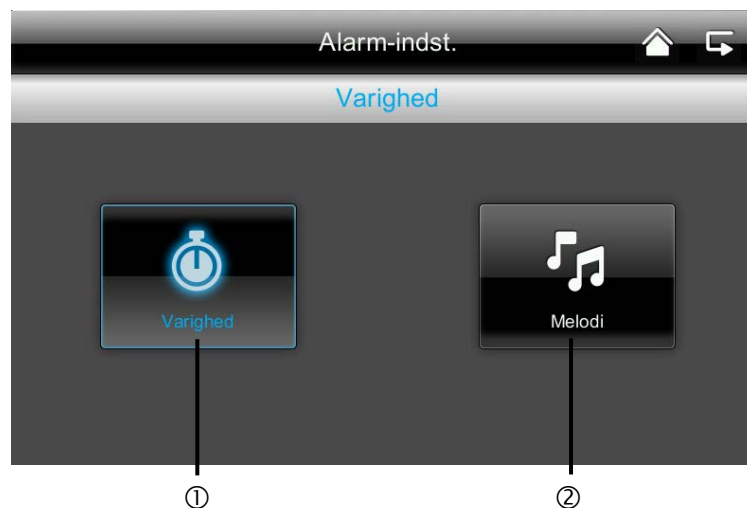 Alarm-indst.
Varighed
Varighed
Melodi
① ②